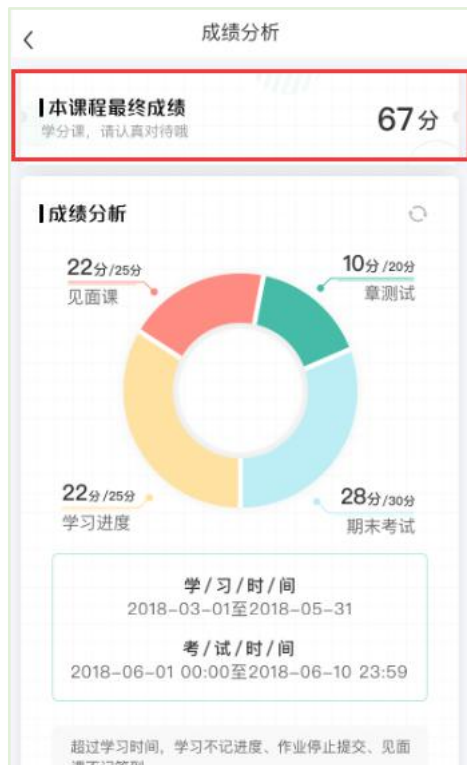 成绩分析
本课程最终成绩
67分
学分课，请认真对待哦
成绩分析
22分/25分
见面课
10分/20分
章测试
22分/25分
学习进度
28分/30分
期末考试
学/习/时/间
2018-03-01至2018-05-31
考/试/时/间
2018-06-01 00:00至2018-06-10 23:59
超过学习时间，学习不记进度、作业停止提交、见面